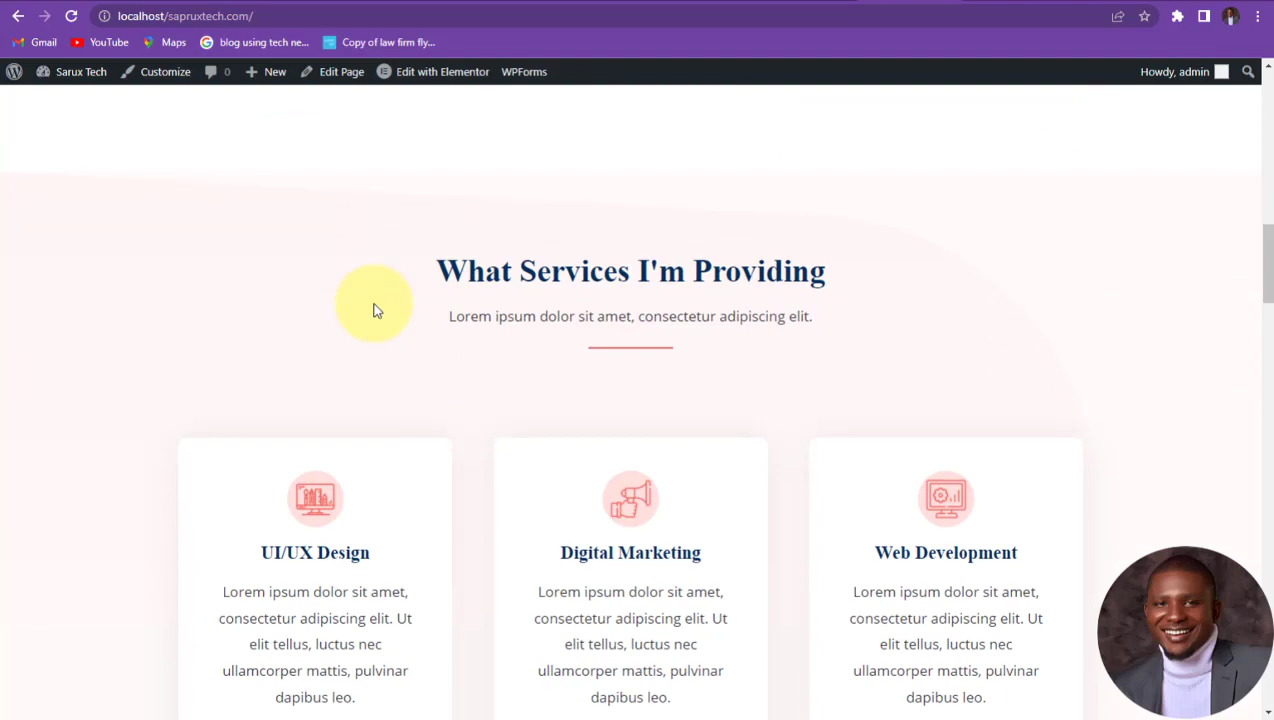 localhost/sapruxtech.com/
Gmail YouTube Maps blog using tech ne... Copy of law firm fly...
Sarux Tech Customize 0 New Edit Page Edit with Elementor WPForms Howdy, admin
What Services I'm Providing
Lorem ipsum dolor sit amet, consectetur adipiscing elit.
UI/UX Design
Lorem ipsum dolor sit amet,
consectetur adipiscing elit. Ut
elit tellus, luctus nec
ullamcorper mattis, pulvinar
dapibus leo.
Digital Marketing
Lorem ipsum dolor sit amet,
consectetur adipiscing elit. Ut
elit tellus, luctus nec
ullamcorper mattis, pulvinar
dapibus leo.
Web Development
Lorem ipsum dolor sit amet,
consectetur adipiscing elit. Ut
elit tellus, luctus nec
ullamcorper mattis, pulvinar
dapibus leo.